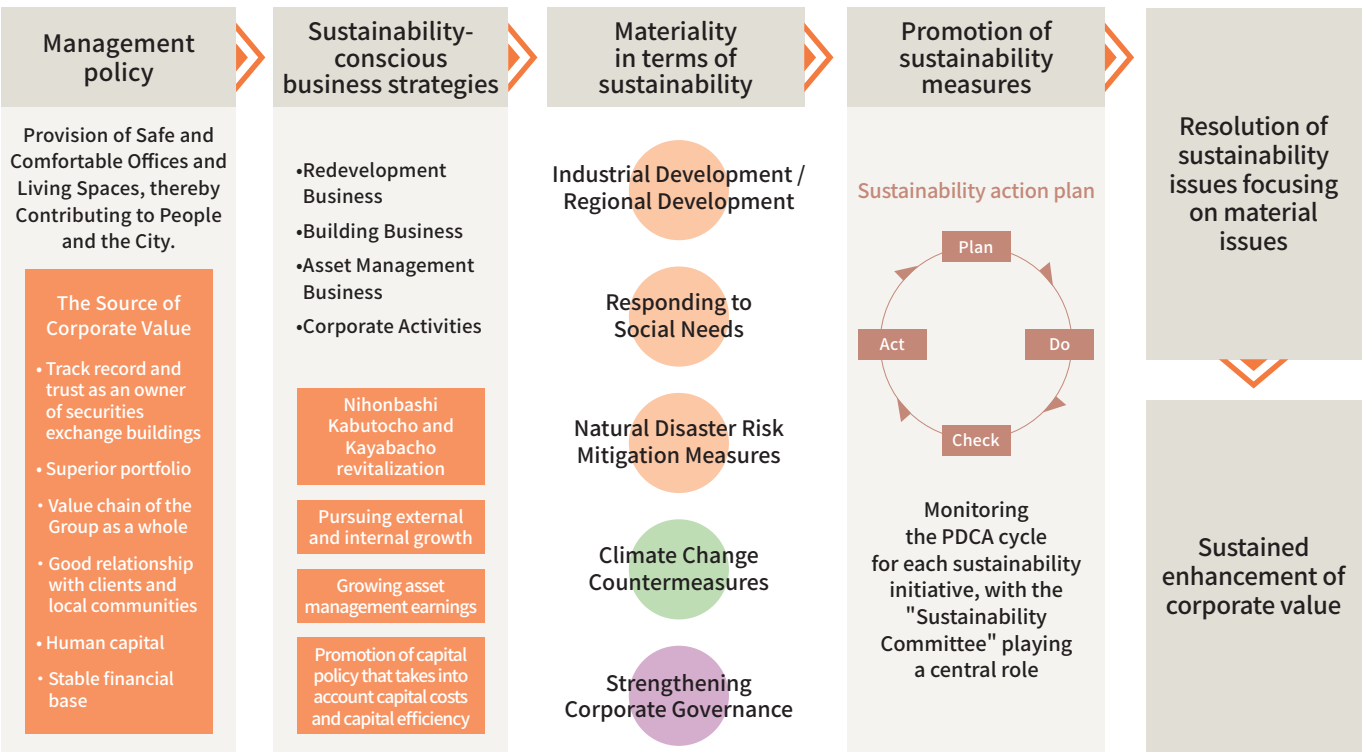 Management
policy
Provision of Safe and
Comfortable Offices and
Living Spaces, thereby
Contributing to People
and the City.
The Source of
Corporate Value
• Track record and
trust as an owner
of securities
exchange buildings
• Superior portfolio
・Value chain of the
Group as a whole
・Good relationship
with clients and
local communities
• Human capital
・Stable financial
base
Sustainability-
conscious
business strategies
•Redevelopment
Business
•Building Business
•Asset Management
Business
•Corporate Activities
Nihonbashi
Kabutocho and
Kayabacho
revitalization
Pursuing external
and internal growth
Growing asset
management earnings
Promotion of capital
policy that takes into
account capital costs
and capital efficiency
Materiality
in terms of
sustainability
Industrial Development /
Regional Development
Responding to
Social Needs
Natural Disaster Risk
Mitigation Measures
Climate Change
Countermeasures
Strengthening
Corporate Governance
Promotion of
sustainability
measures
Sustainability action plan
Plan
Do
Check
Act
Monitoring
the PDCA cycle
for each sustainability
initiative, with the
"Sustainability
Committee" playing
a central role
Resolution of
sustainability
issues focusing
on material
issues
Sustained
enhancement of
corporate value